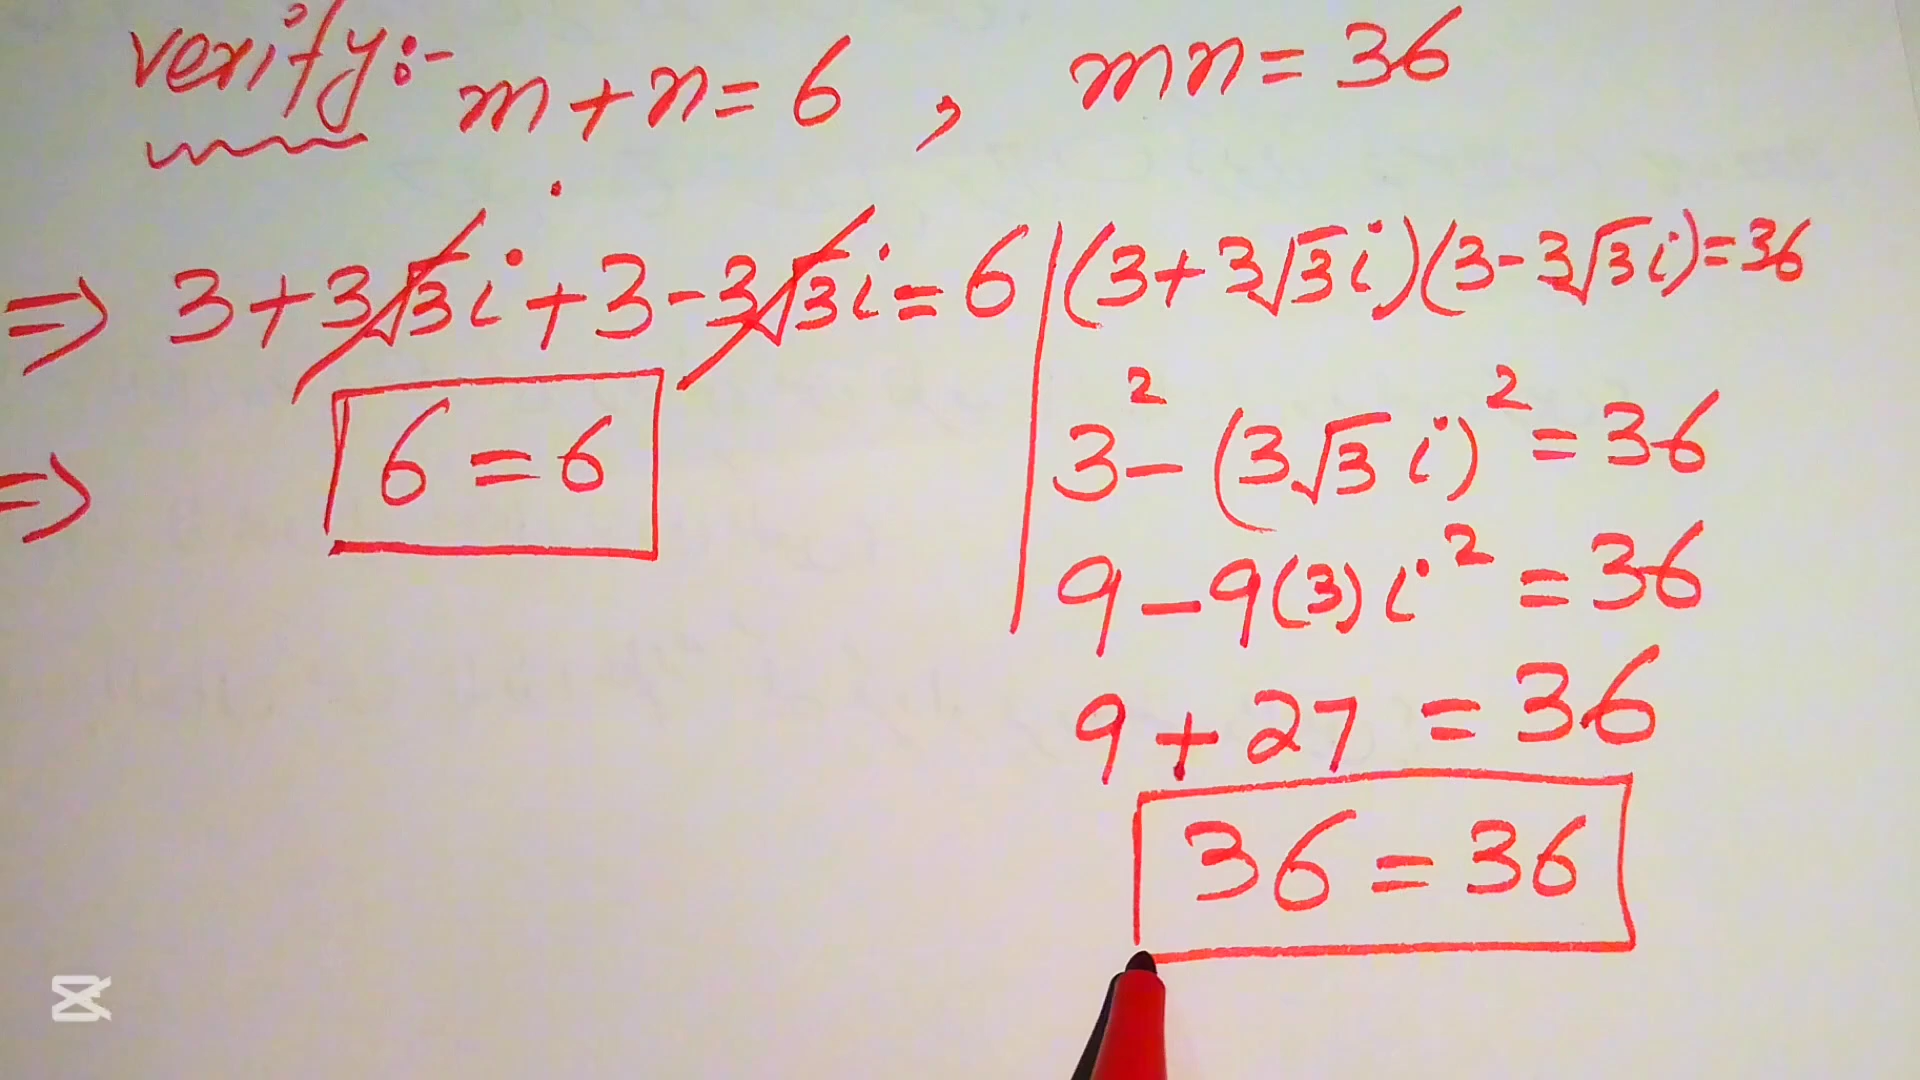 verify:- m + n = 6 , mn = 36
⇒ 3 + 3√3i + 3 - 3√3i = 6
⇒ 6 = 6
(3 + 3√3i)(3 - 3√3i) = 36
3² - (3√3i)² = 36
9 - 9(3)i² = 36
9 + 27 = 36
36 = 36